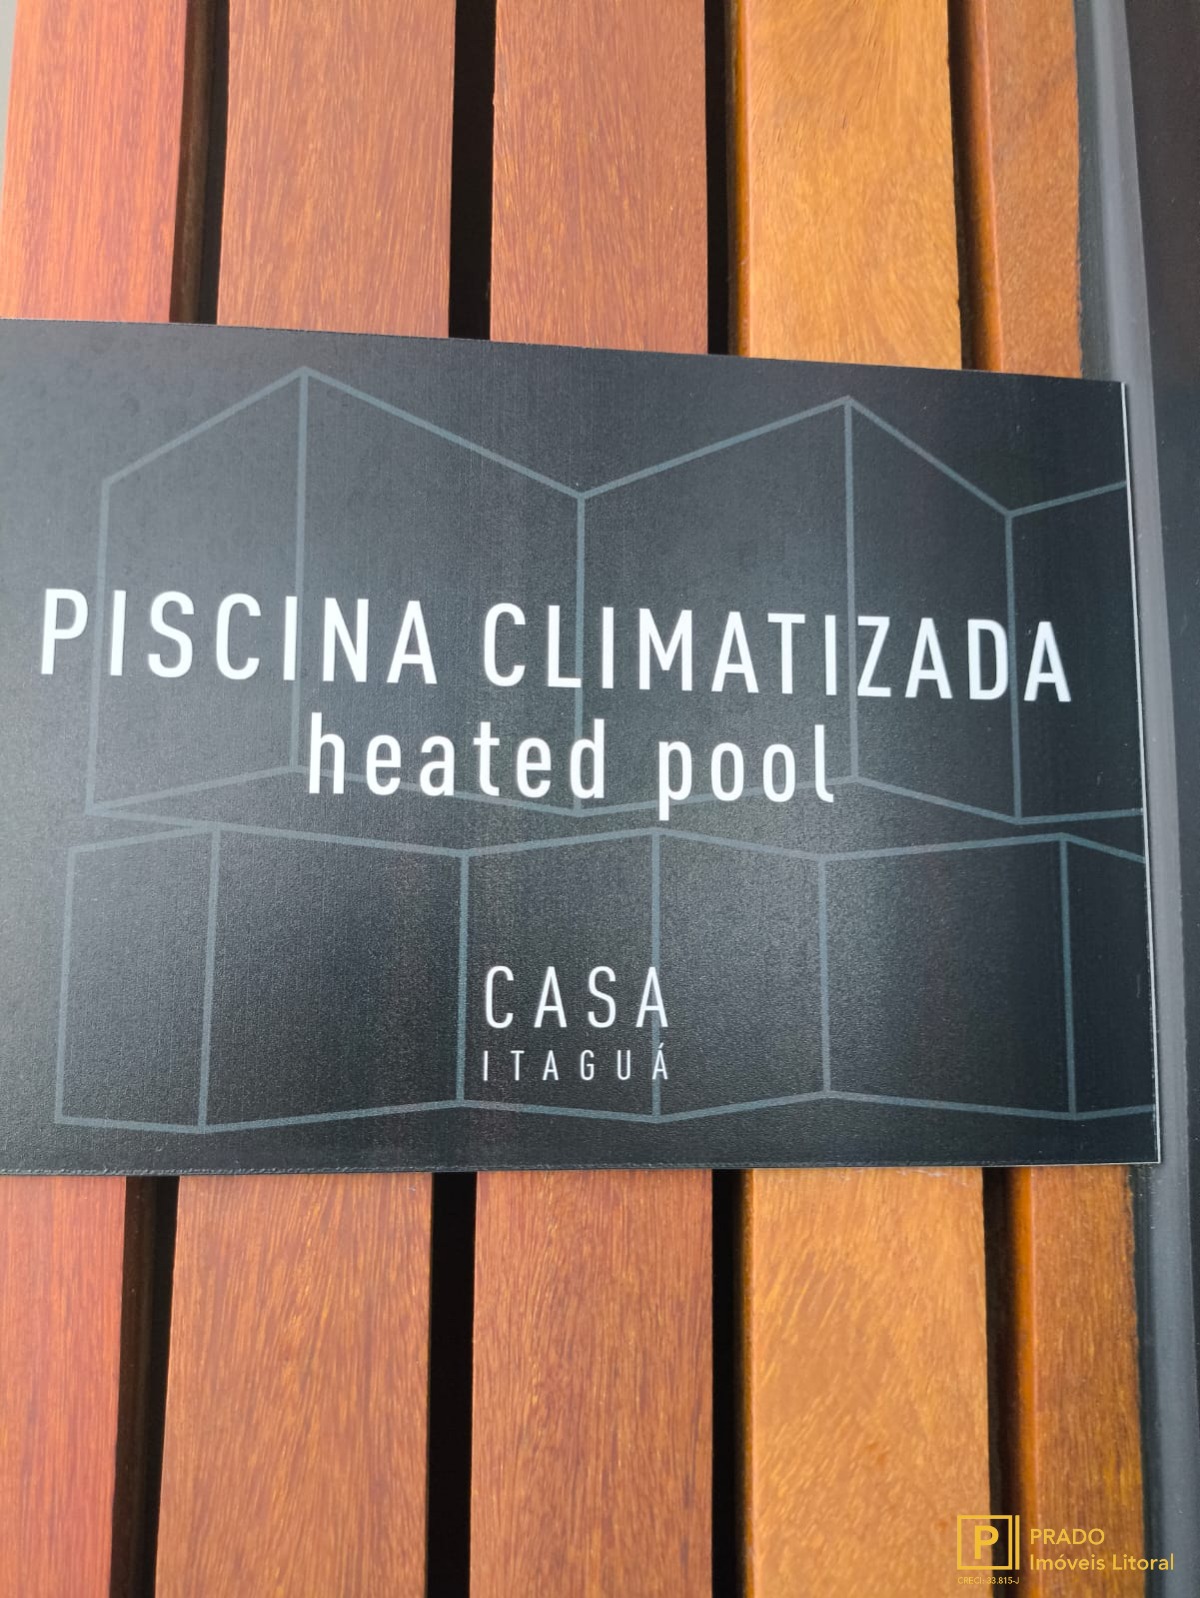 PISCINA CLIMATIZADA
heated pool
CASA
ITAGUÁ
P
PRADO
Imóveis Litoral